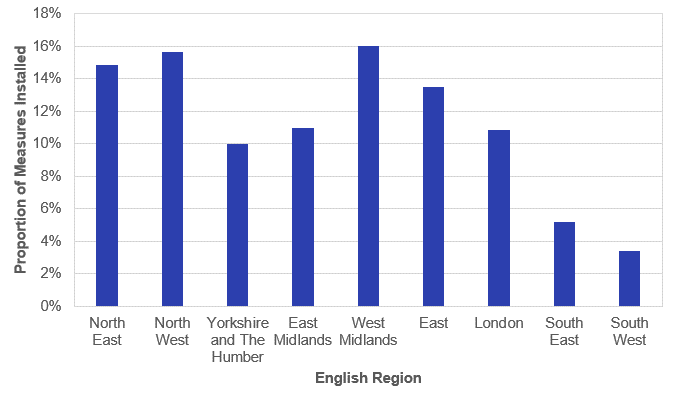 18%
16%
14%
12%
10%
8%
6%
4%
2%
0%
Proportion of Measures Installed
North
East
North
West
Yorkshire
and The
Humber
East
Midlands
West
Midlands
East
London
South
East
South
West
English Region